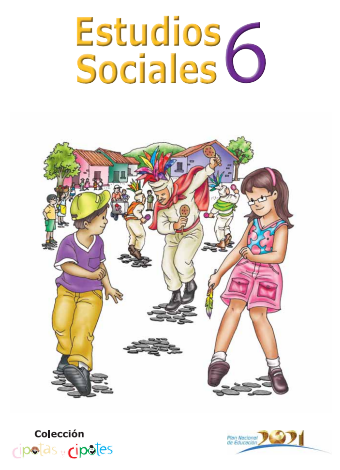 Estudios
Sociales 6
Colección
cipotas y cipotes
Plan Nacional
de Educación 2021